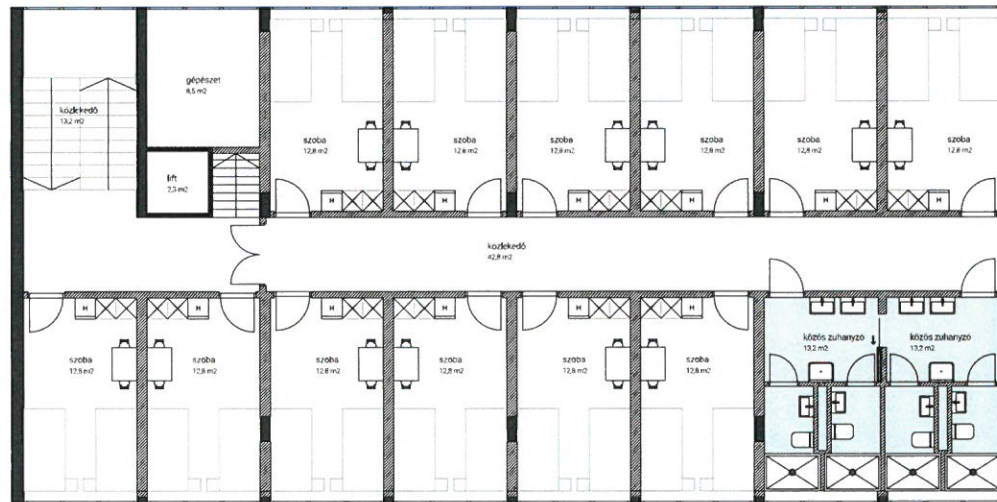 gépészet
8,5 m2
közlekedő
13,2 m2
lift
2,3 m2
szoba
12,8 m2
szoba
12,8 m2
szoba
12,8 m2
szoba
12,8 m2
szoba
12,8 m2
szoba
12,8 m2
H
H
H
H
H
H
közlekedő
42,8 m2
H
H
H
H
H
H
szoba
12,8 m2
szoba
12,8 m2
szoba
12,8 m2
szoba
12,8 m2
szoba
12,8 m2
szoba
12,8 m2
közös zuhanyzó
13,2 m2
közös zuhanyzó
13,2 m2